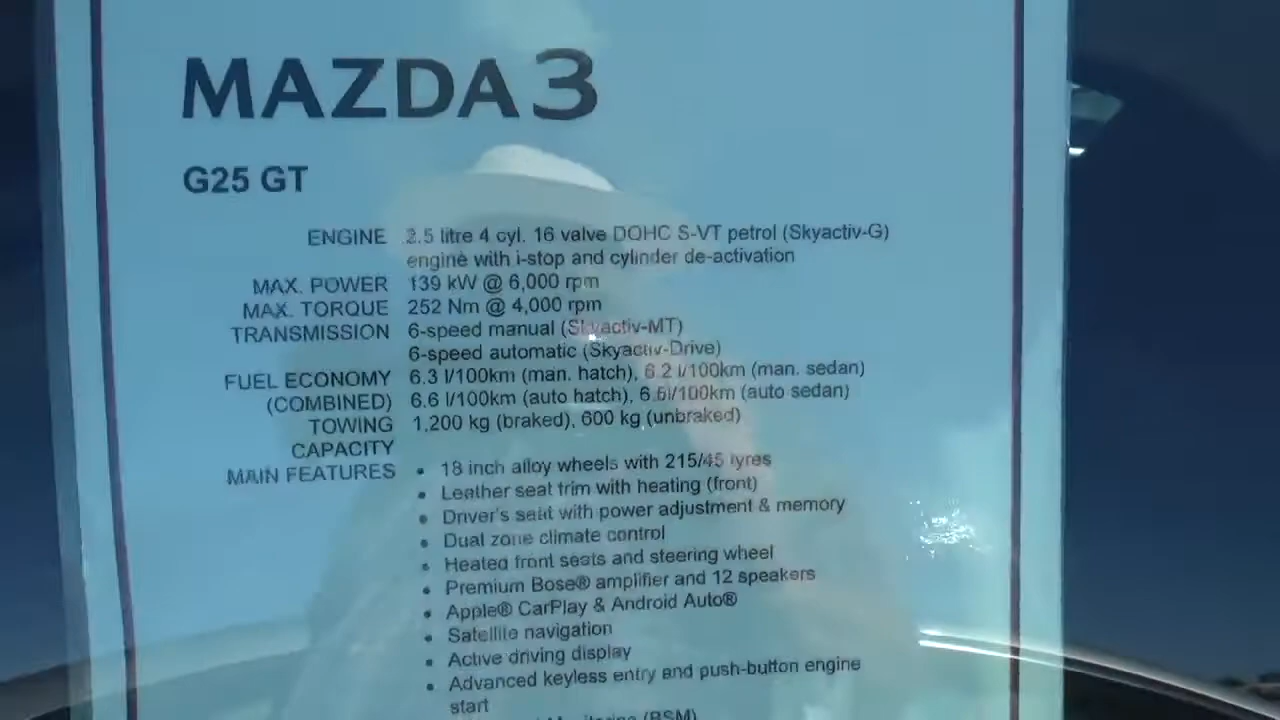 MAZDA 3
G25 GT
ENGINE 2.5 litre 4 cyl. 16 valve DOHC S-VT petrol (Skyactiv-G)
engine with i-stop and cylinder de-activation
MAX. POWER 139 kW @ 6,000 rpm
MAX. TORQUE 252 Nm @ 4,000 rpm
TRANSMISSION 6-speed manual (Skyactiv-MT)
6-speed automatic (Skyactiv-Drive)
FUEL ECONOMY 6.3 l/100km (man. hatch), 6.2 l/100km (man. sedan)
(COMBINED) 6.6 l/100km (auto hatch), 6.5l/100km (auto sedan)
TOWING 1,200 kg (braked), 600 kg (unbraked)
CAPACITY
MAIN FEATURES • 18 inch alloy wheels with 215/45 tyres
• Leather seat trim with heating (front)
• Driver's seat with power adjustment & memory
• Dual zone climate control
• Heated front seats and steering wheel
• Premium Bose® amplifier and 12 speakers
• Apple® CarPlay & Android Auto®
• Satellite navigation
• Active driving display
• Advanced keyless entry and push-button engine
start
(BSM)